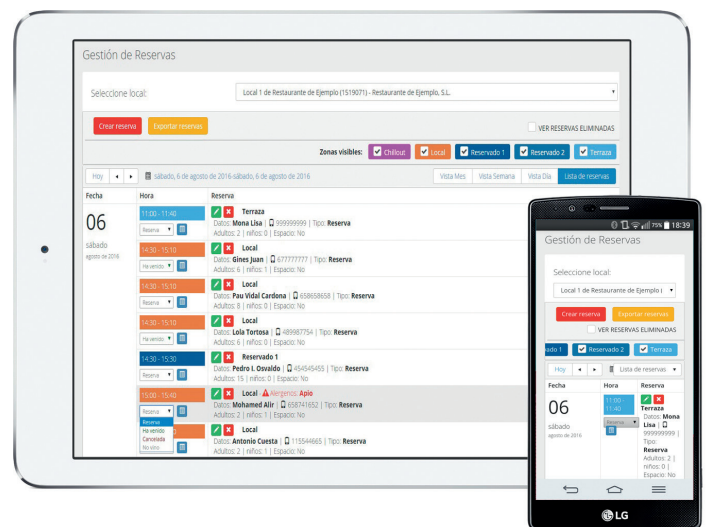 Gestión de Reservas
Seleccione local:
Local 1 de Restaurante de Ejemplo (1519071) - Restaurante de Ejemplo, S.L.
Crear reserva
Exportar reservas
VER RESERVAS ELIMINADAS
Zonas visibles:
Chillout
Local
Reservado 1
Reservado 2
Terraza
Hoy
sábado, 6 de agosto de 2016 sábado, 6 de agosto de 2016
Vista Mes
Vista Semana
Vista Día
Lista de reservas
Fecha
Hora
Reserva
06
sábado
agosto de 2016
11:00 - 11:40
Reserva
Terraza
Datos: Mona Lisa | 999999999 | Tipo: Reserva
Adultos: 2 | niños: 0 | Espacio: No
14:30 - 15:10
Ha venido
Local
Datos: Gines Juan | 677777777 | Tipo: Reserva
Adultos: 6 | niños: 1 | Espacio: No
14:30 - 15:10
Reserva
Local
Datos: Pau Vidal Cardona | 658658658 | Tipo: Reserva
Adultos: 8 | niños: 0 | Espacio: No
14:30 - 15:10
Ha venido
Local
Datos: Lola Tortosa | 489987754 | Tipo: Reserva
Adultos: 6 | niños: 0 | Espacio: No
14:30 - 15:30
Reserva
Reservado 1
Datos: Pedro I. Osvaldo | 454545455 | Tipo: Reserva
Adultos: 15 | niños: 0 | Espacio: No
15:00 - 15:40
Reserva
Local - Alergenos: Apio
Datos: Mohamed Alir | 658741652 | Tipo: Reserva
Adultos: 2 | niños: 1 | Espacio: No
Reserva
Ha venido
Cancelada
No vino
Local
Datos: Antonio Cuesta | 115544665 | Tipo: Reserva
Adultos: 2 | niños: 1 | Espacio: No
75% 18:39
Gestión de Reservas
Seleccione local:
Local 1 de Restaurante de Ejemplo (
Crear reserva
Exportar reservas
VER RESERVAS ELIMINADAS
vado 1
Reservado 2
Terraza
Hoy
Lista de reservas
Fecha
Hora
Reserva
06
sábado
agosto de 2016
11:00 -
11:40
Reserva
Terraza
Datos: Mona
Lisa |
999999999 |
Tipo:
Reserva
Adultos: 2 |
niños: 0 |
Espacio: No
LG